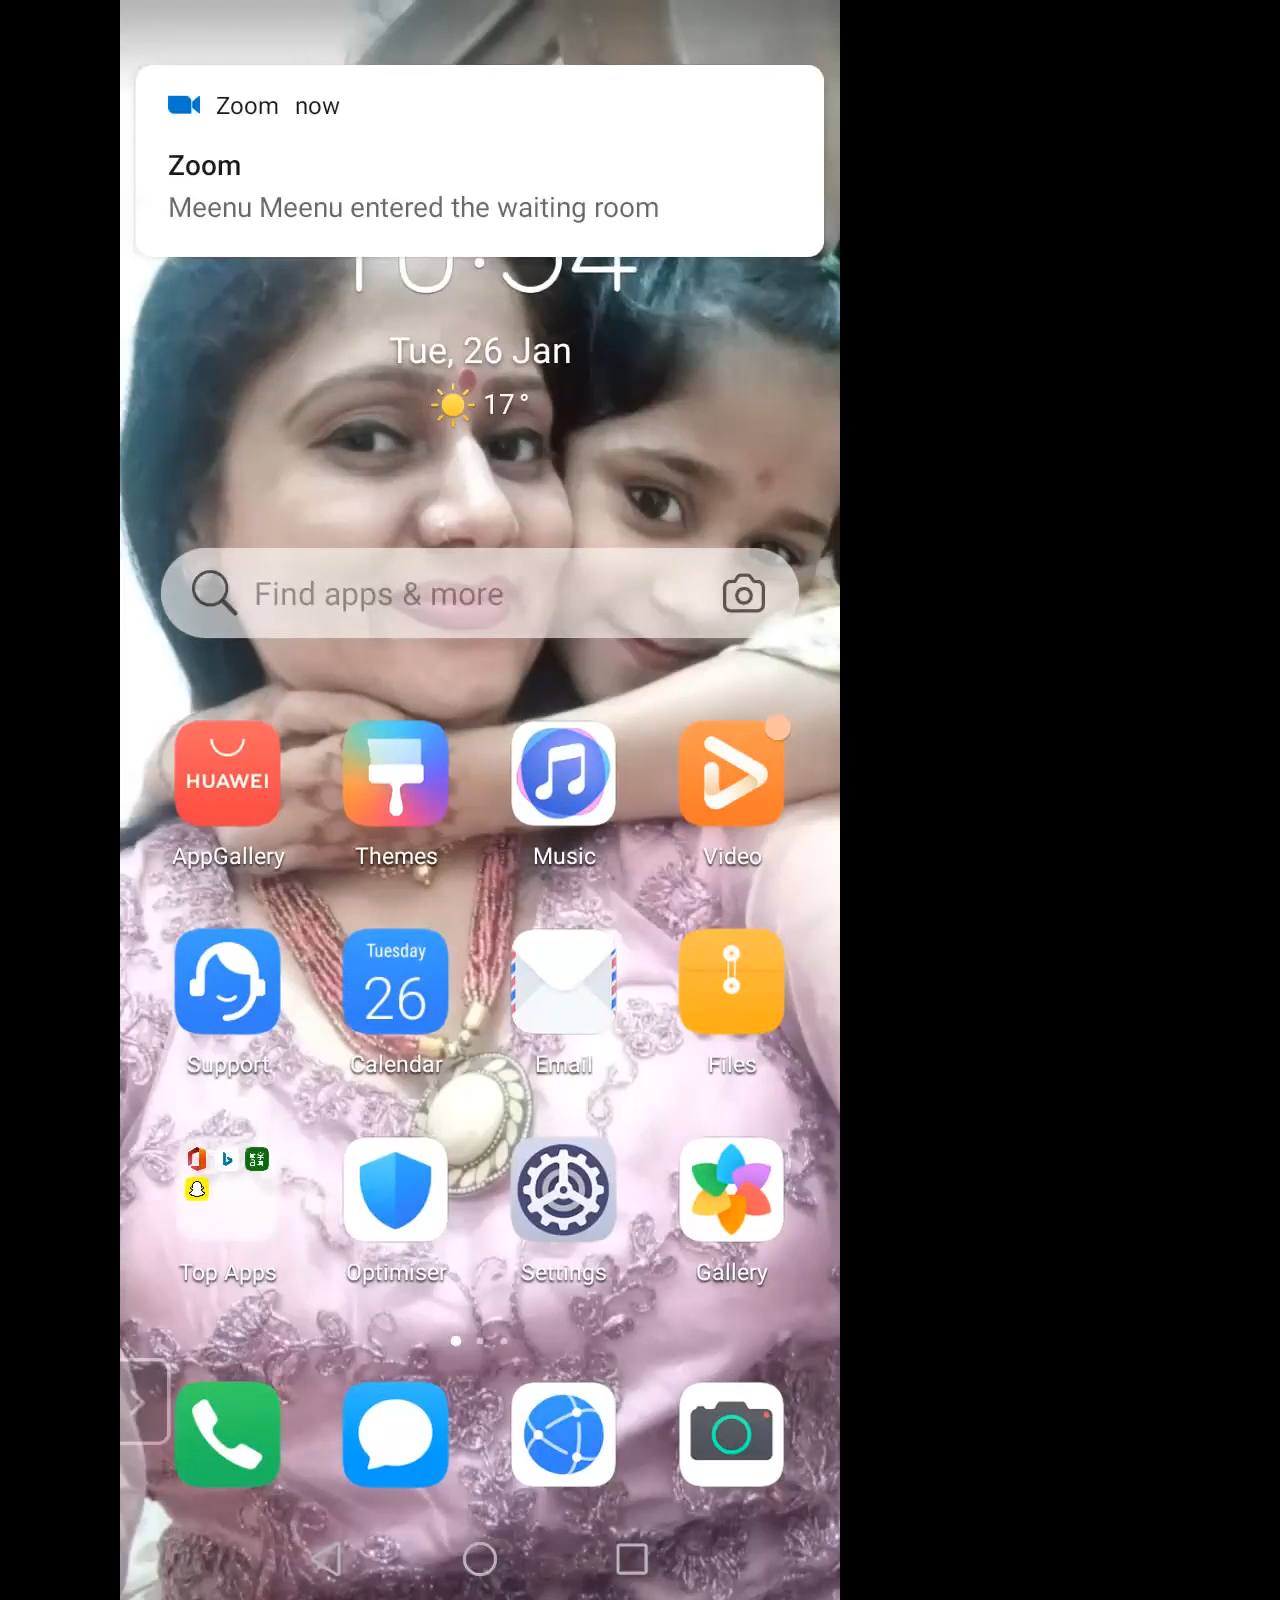 Zoom now
Zoom
Meenu Meenu entered the waiting room
Tue, 26 Jan
17°
Find apps & more
HUAWEI
AppGallery
Themes
Music
Video
Tuesday
26
Support
Calendar
Email
Files
Top Apps
Optimiser
Settings
Gallery